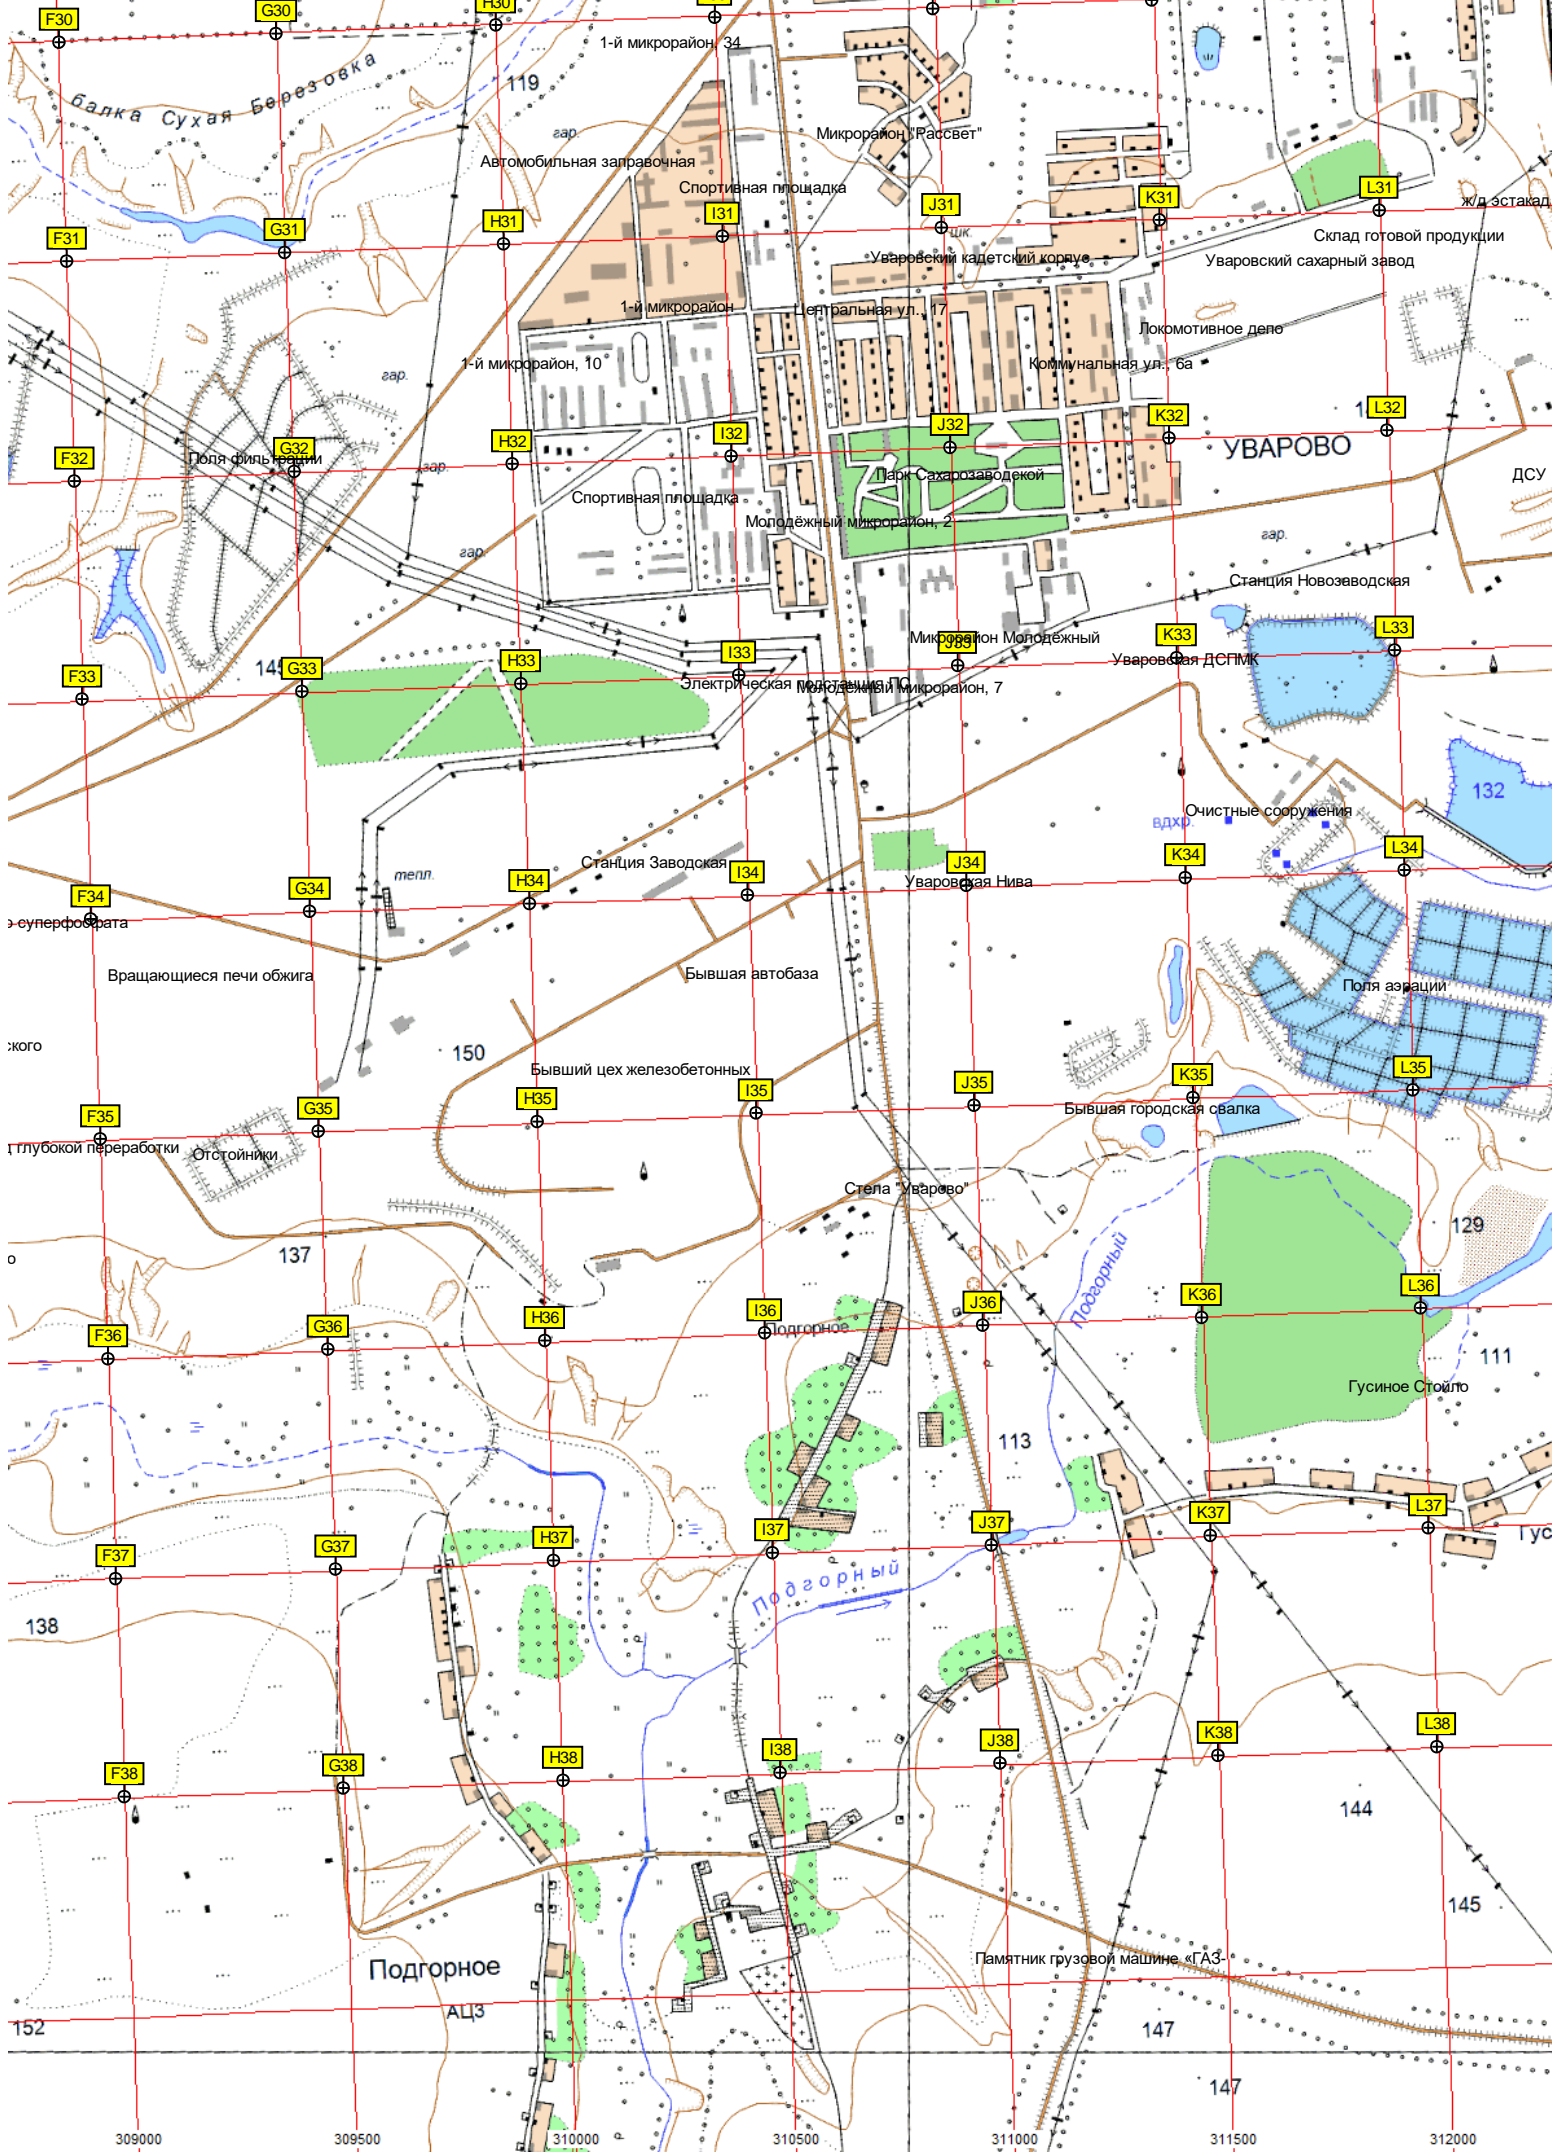 F30
G30
H30
1-й микрорайон, 34
119
балка Сухая Березовка
гар.
Микрорайон "Рассвет"
Автомобильная заправочная
Спортивная площадка
F31
G31
H31
I31
J31
K31
L31
шк.
ж/д эстакад
Склад готовой продукции
Уваровский кадетский корпус
Уваровский сахарный завод
1-й микрорайон
Центральная ул., 17
Локомотивное депо
1-й микрорайон, 10
Коммунальная ул., 6а
гар.
F32
G32
H32
I32
J32
K32
L32
УВАРОВО
Поля фильтрации
гар.
Парк Сахарозаводской
ДСУ
Спортивная площадка
Молодёжный микрорайон, 2
гар.
гар.
Станция Новозаводская
Микрорайон Молодёжный
F33
G33
H33
I33
J33
K33
L33
Уваровская ДСПМК
Электрическая подстанция ПС
Молодёжный микрорайон, 7
132
Очистные сооружения
вдхр.
F34
G34
H34
I34
J34
K34
L34
Станция Заводская
тепл.
Уваровская Нива
суперфосфата
Вращающиеся печи обжига
Бывшая автобаза
Поля аэрации
ского
150
Бывший цех железобетонных
F35
G35
H35
I35
J35
K35
L35
Бывшая городская свалка
глубокой переработки
Отстойники
Стела "Уварово"
137
129
Подгорный
F36
G36
H36
I36
J36
K36
L36
Подгорное
111
Гусиное Стойло
113
F37
G37
H37
I37
J37
K37
L37
Гус
Подгорный
138
F38
G38
H38
I38
J38
K38
L38
144
145
Памятник грузовой машине «ГАЗ-
Подгорное
АЦЗ
152
147
147
309000
309500
310000
310500
311000
311500
312000